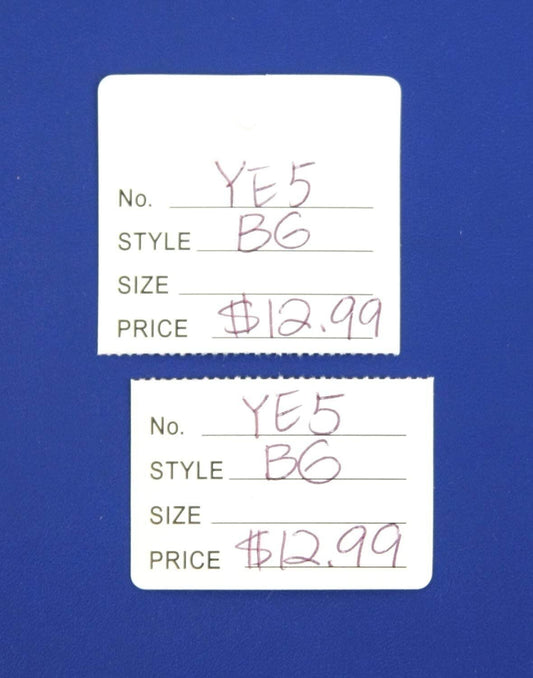 No. YE5
STYLE BG
SIZE
PRICE $12.99
No. YE5
STYLE BG
SIZE
PRICE $12.99